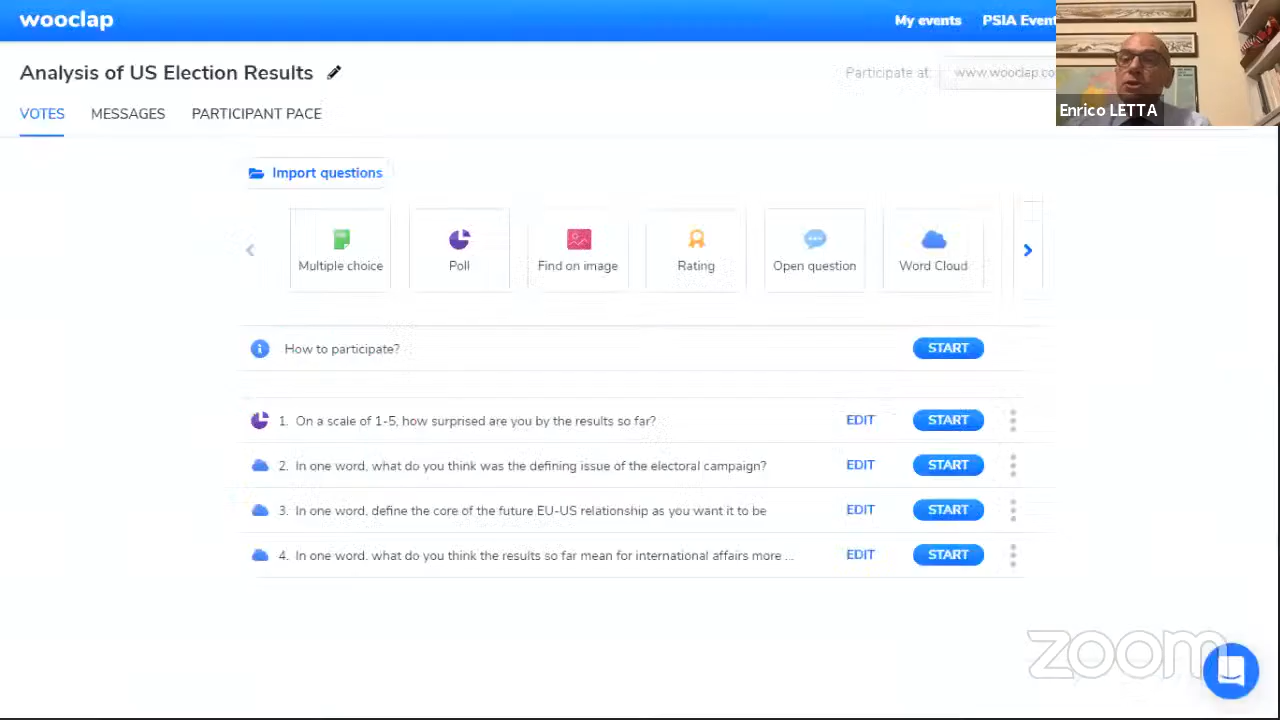 wooclap
My events PSIA Event
Analysis of US Election Results
Participate at: www.wooclap.co
Enrico LETTA
VOTES MESSAGES PARTICIPANT PACE
Import questions
Multiple choice Poll Find on image Rating Open question Word Cloud
How to participate? START
1. On a scale of 1-5, how surprised are you by the results so far? EDIT START
2. In one word, what do you think was the defining issue of the electoral campaign? EDIT START
3. In one word, define the core of the future EU-US relationship as you want it to be EDIT START
4. In one word, what do you think the results so far mean for international affairs more ... EDIT START
zoom